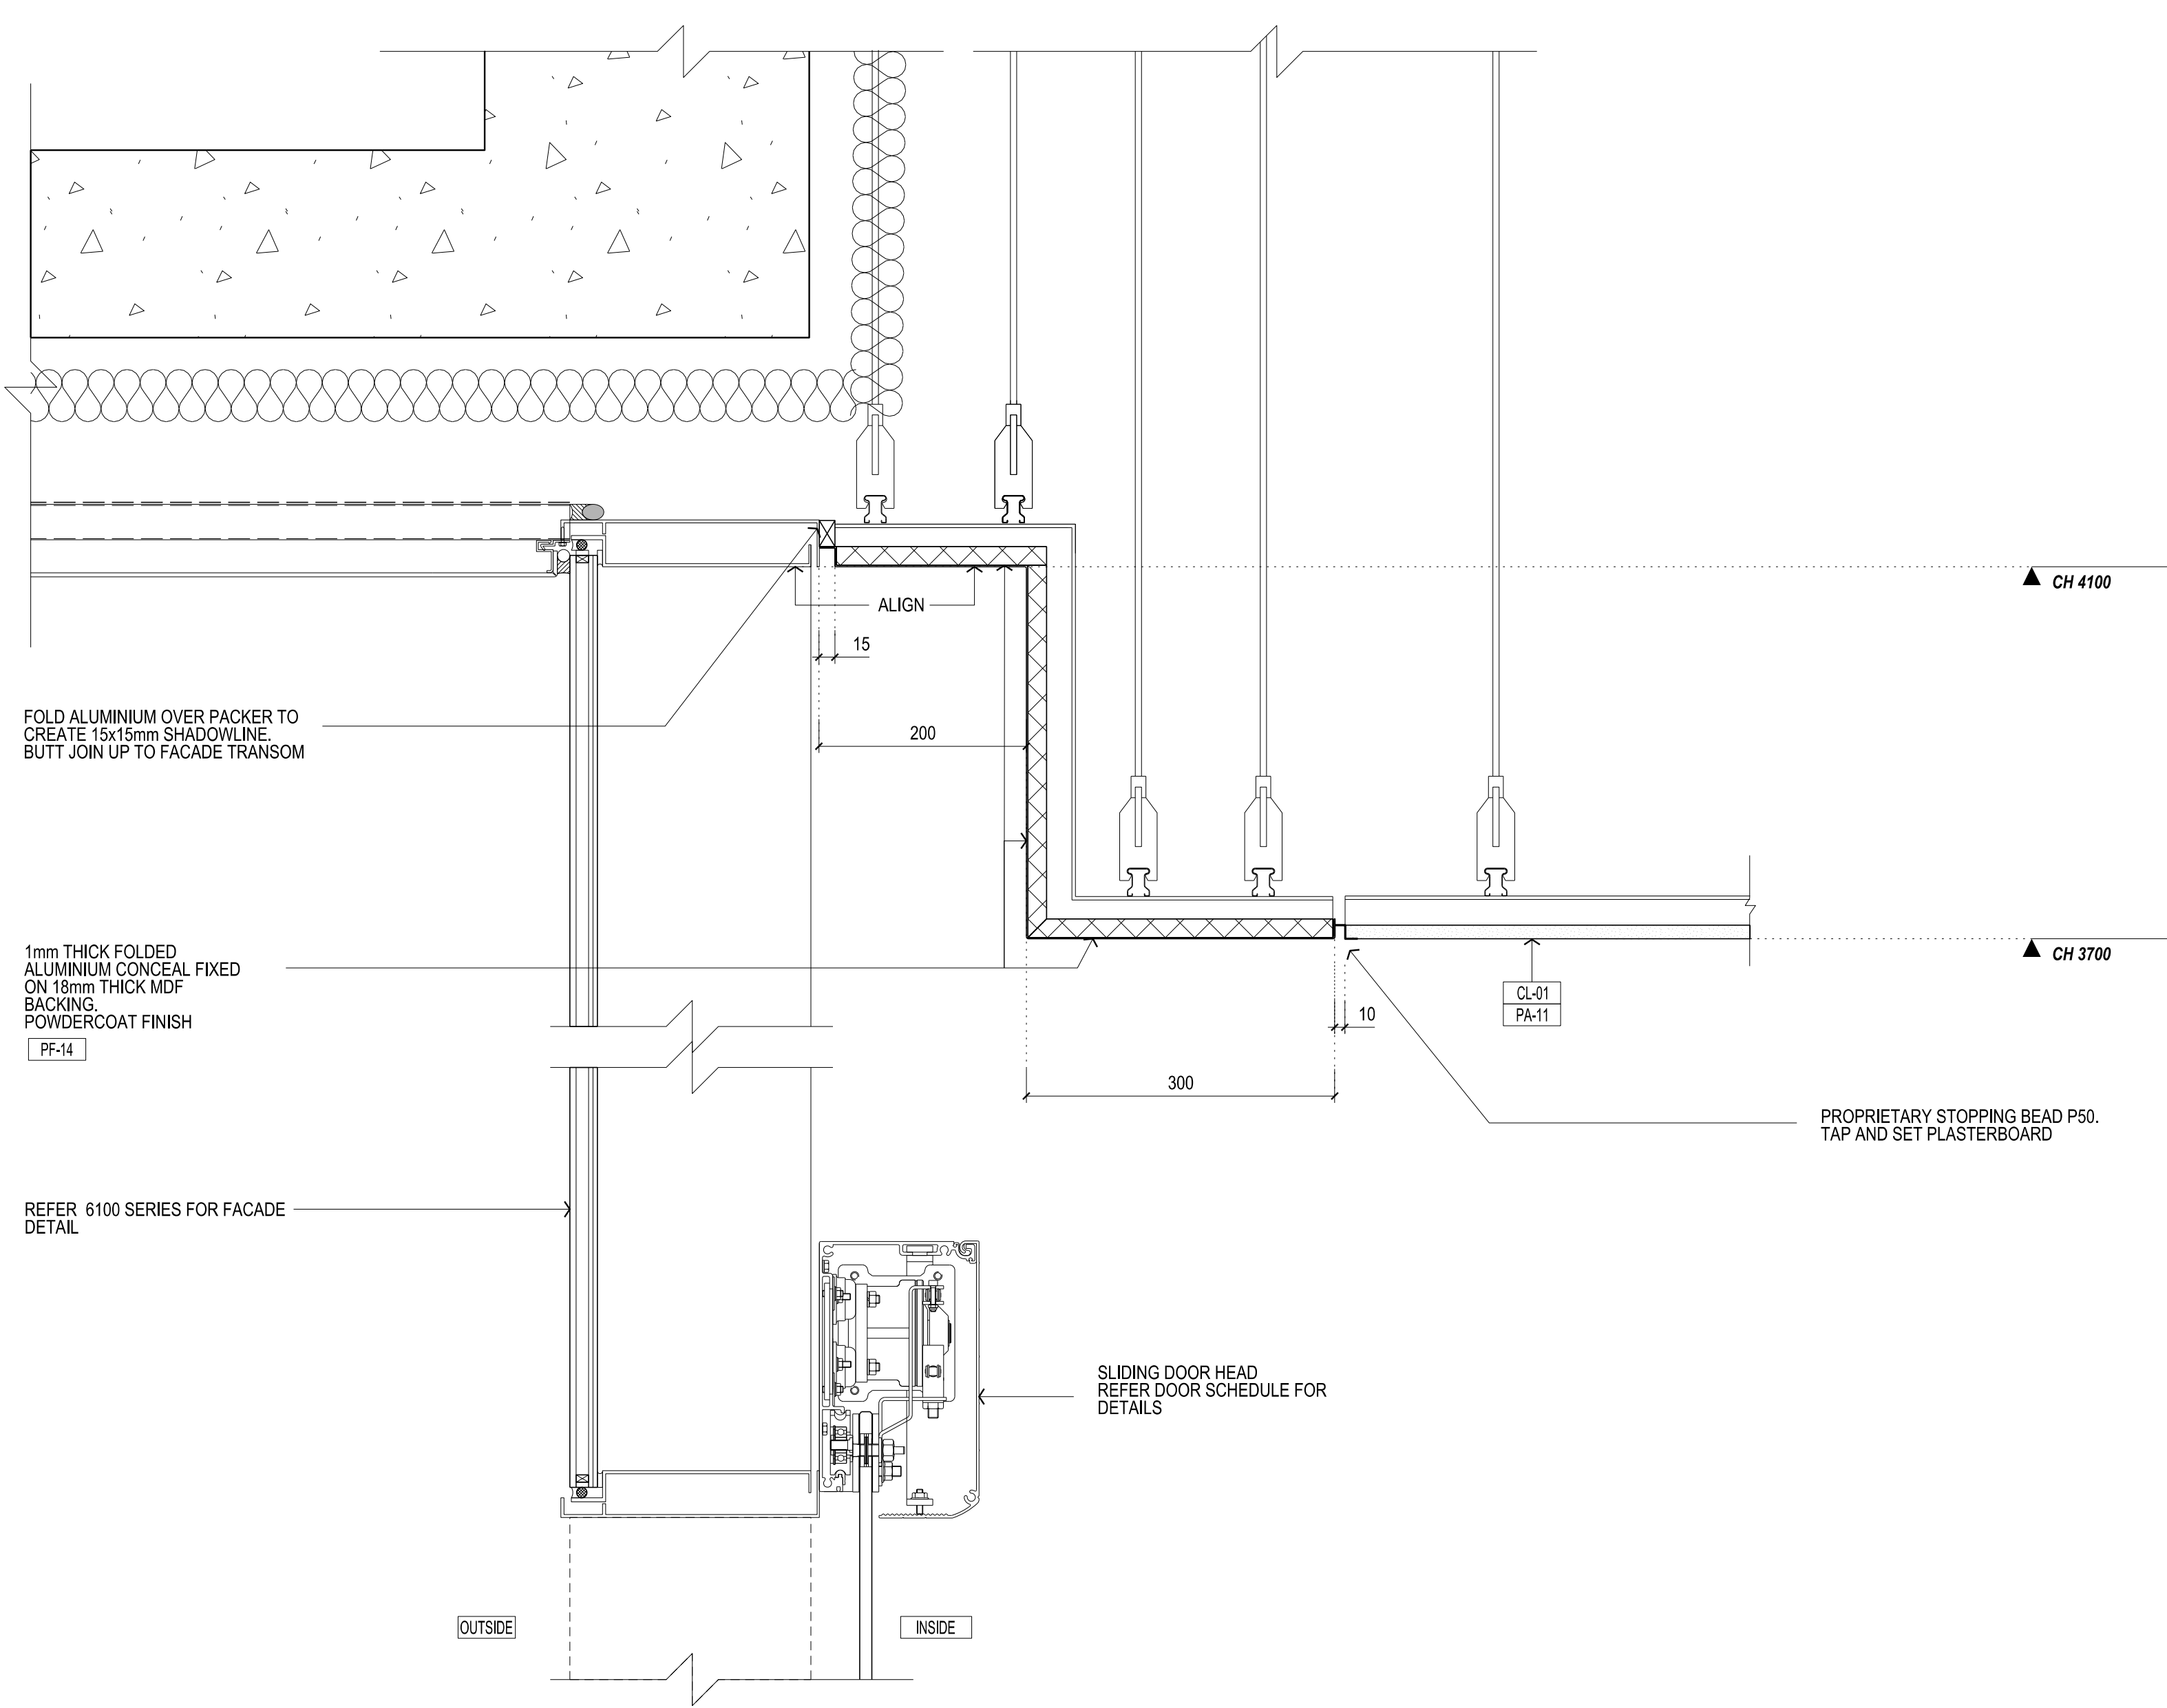 CH 4100
ALIGN
15
FOLD ALUMINIUM OVER PACKER TO
CREATE 15x15mm SHADOWLINE.
BUTT JOIN UP TO FACADE TRANSOM
200
1mm THICK FOLDED
ALUMINIUM CONCEAL FIXED
ON 18mm THICK MDF
BACKING.
POWDERCOAT FINISH
PF-14
CH 3700
CL-01
PA-11
10
300
PROPRIETARY STOPPING BEAD P50.
TAP AND SET PLASTERBOARD
REFER 6100 SERIES FOR FACADE
DETAIL
SLIDING DOOR HEAD
REFER DOOR SCHEDULE FOR
DETAILS
OUTSIDE
INSIDE